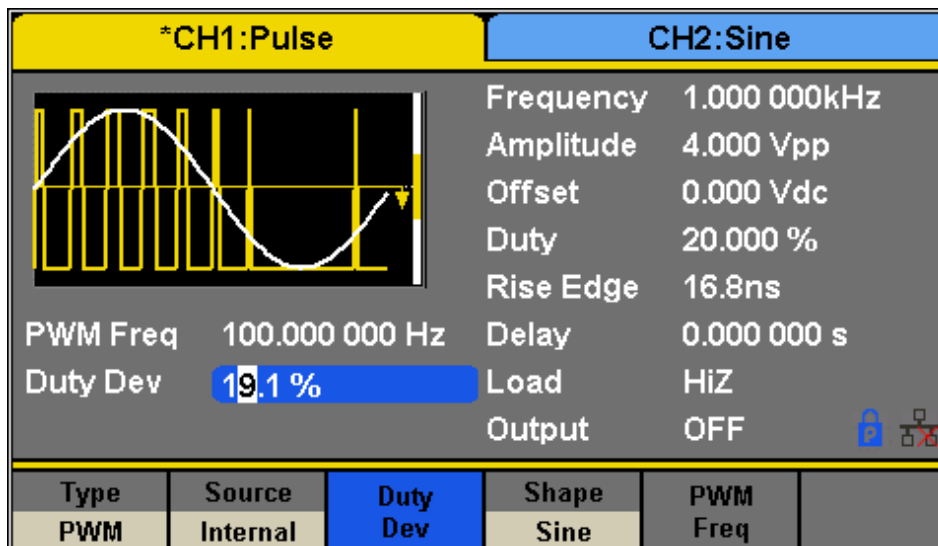 *CH1:Pulse
CH2:Sine
Frequency 1.000 000kHz
Amplitude 4.000 Vpp
Offset 0.000 Vdc
Duty 20.000 %
Rise Edge 16.8ns
PWM Freq 100.000 000 Hz
Delay 0.000 000 s
Duty Dev 19.1 %
Load HiZ
Output OFF
P
Type
PWM
Source
Internal
Duty
Dev
Shape
Sine
PWM
Freq